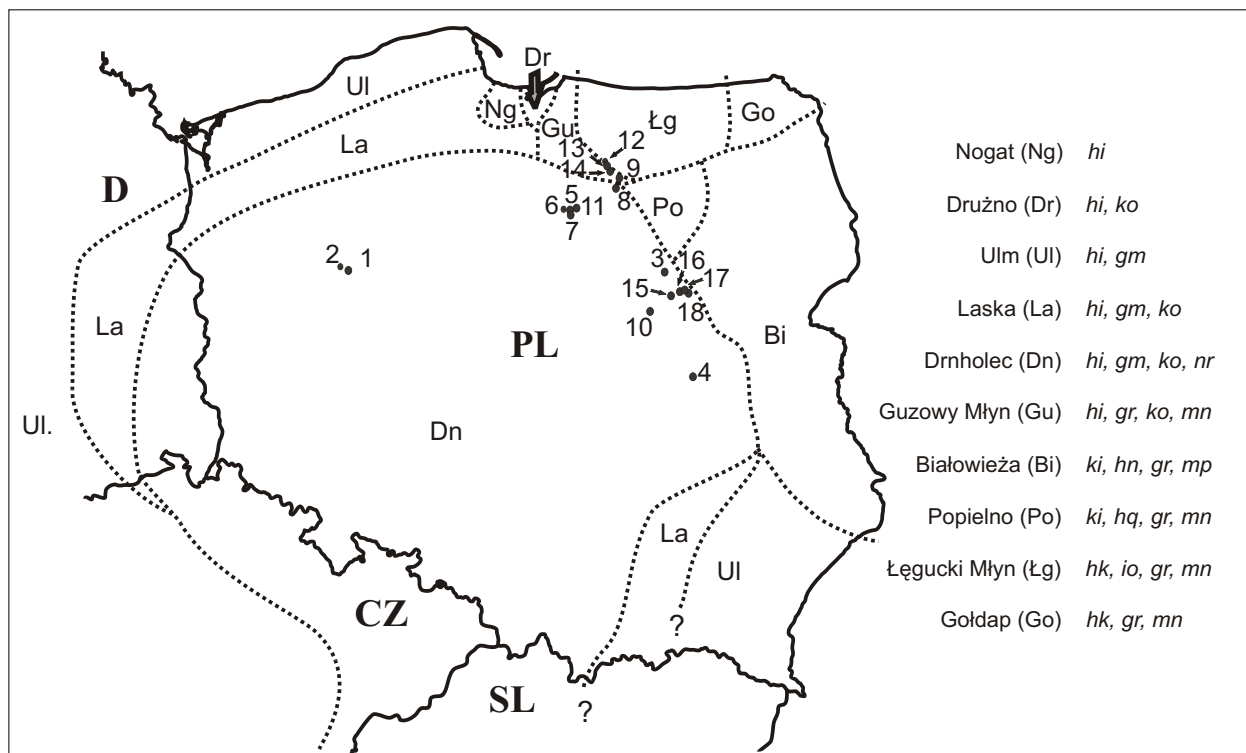 Dr
Ul
Ng
Łg
Go
Gu
La
13
12
14
9
8
D
5
6
11
7
Po
2
1
3
16
17
15
18
10
La
PL
Bi
4
Ul.
Dn
La
Ul
CZ
?
SL
?
Nogat (Ng) hi
Drużno (Dr) hi, ko
Ulm (Ul) hi, gm
Laska (La) hi, gm, ko
Drnholec (Dn) hi, gm, ko, nr
Guzowy Młyn (Gu) hi, gr, ko, mn
Białowieża (Bi) ki, hn, gr, mp
Popielno (Po) ki, hq, gr, mn
Łęgucki Młyn (Łg) hk, io, gr, mn
Gołdap (Go) hk, gr, mn